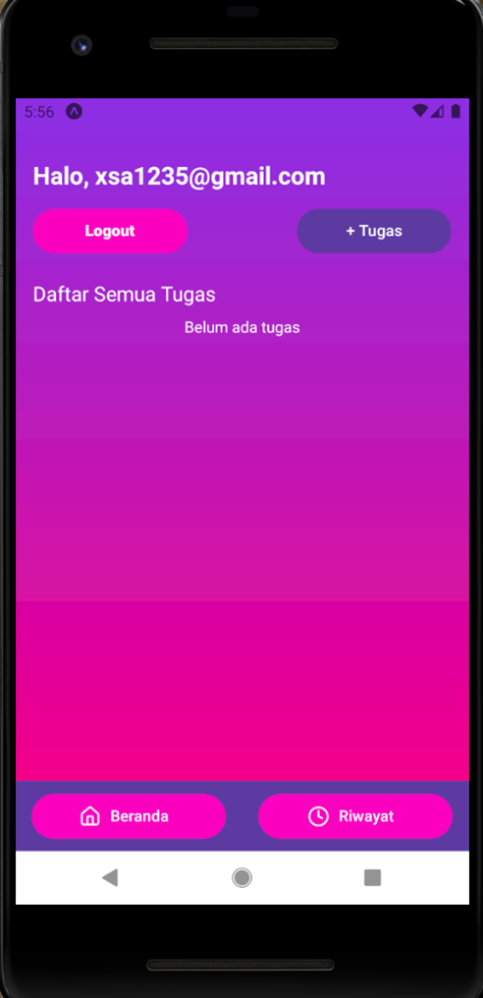 5:56
Halo, xsa1235@gmail.com
Logout
+ Tugas
Daftar Semua Tugas
Belum ada tugas
Beranda
Riwayat